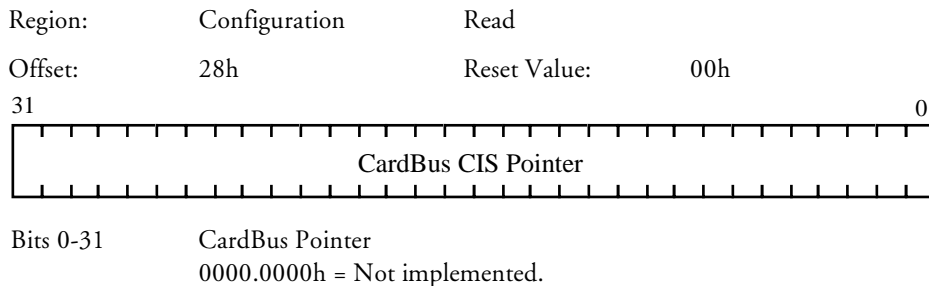 Region: Configuration Read
Offset: 28h Reset Value: 00h
31 0
CardBus CIS Pointer
Bits 0-31 CardBus Pointer
0000.0000h = Not implemented.